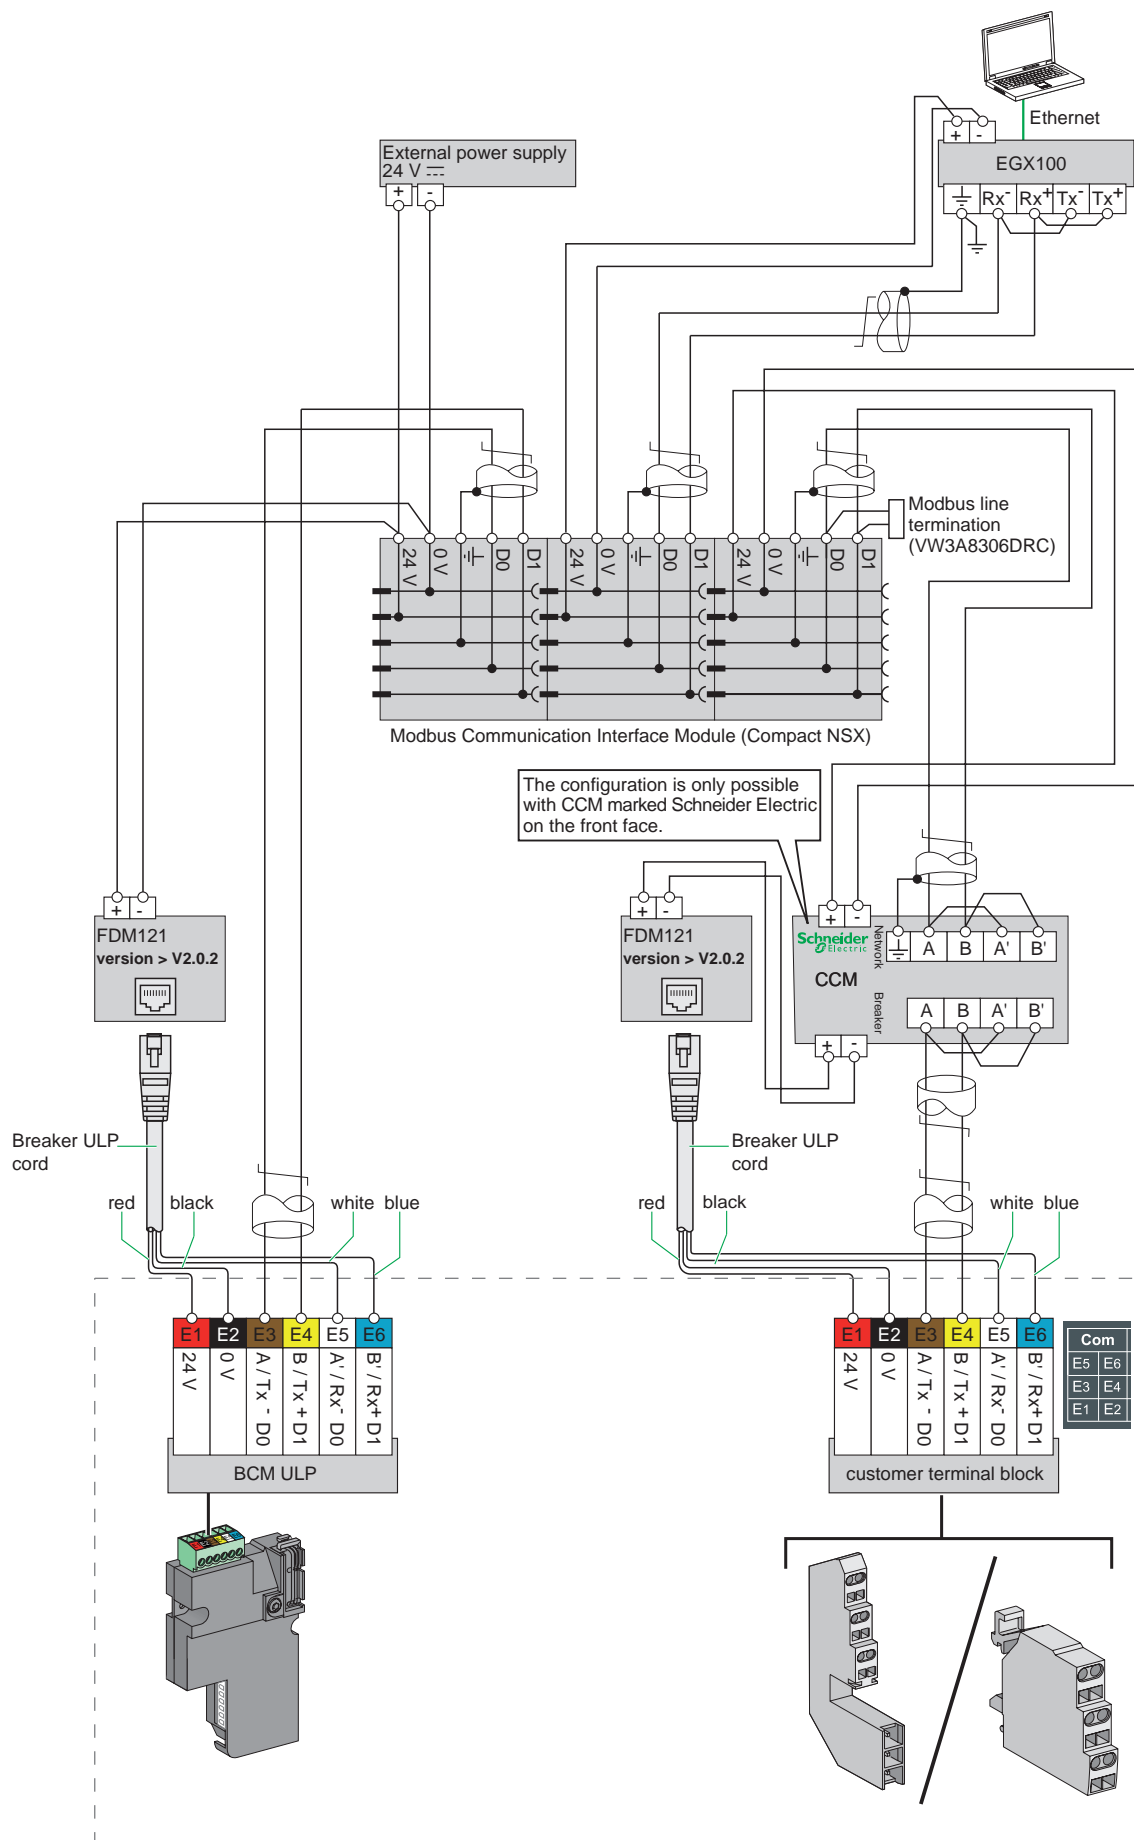 Ethernet
+ -
EGX100
Rx- Rx+ Tx- Tx+
External power supply
24 V
+ -
Modbus line
termination
(VW3A8306DRC)
24 V 0 V D0 D1 24 V 0 V D0 D1 24 V 0 V D0 D1
Modbus Communication Interface Module (Compact NSX)
The configuration is only possible
with CCM marked Schneider Electric
on the front face.
+ -
FDM121
version > V2.0.2
+ -
FDM121
version > V2.0.2
+ -
Schneider
Electric
CCM
Network
A B A' B'
Breaker
A B A' B'
+ -
Breaker ULP
cord
red black white blue
Breaker ULP
cord
red black white blue
E1 E2 E3 E4 E5 E6
24 V
0 V
A / Tx - D0
B / Tx + D1
A' / Rx- D0
B' / Rx+ D1
BCM ULP
E1 E2 E3 E4 E5 E6
24 V
0 V
A / Tx - D0
B / Tx + D1
A' / Rx- D0
B' / Rx+ D1
customer terminal block
Com
E5 E6
E3 E4
E1 E2